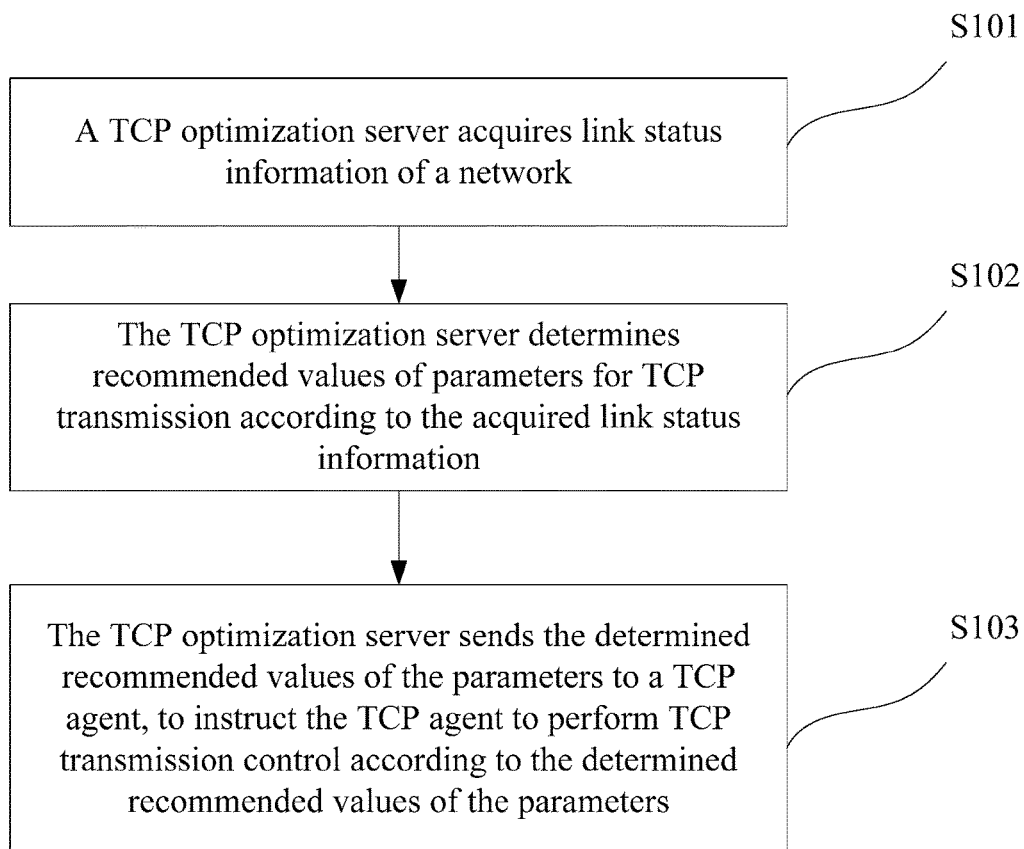 S101
A TCP optimization server acquires link status
information of a network
S102
The TCP optimization server determines
recommended values of parameters for TCP
transmission according to the acquired link status
information
S103
The TCP optimization server sends the determined
recommended values of the parameters to a TCP
agent, to instruct the TCP agent to perform TCP
transmission control according to the determined
recommended values of the parameters